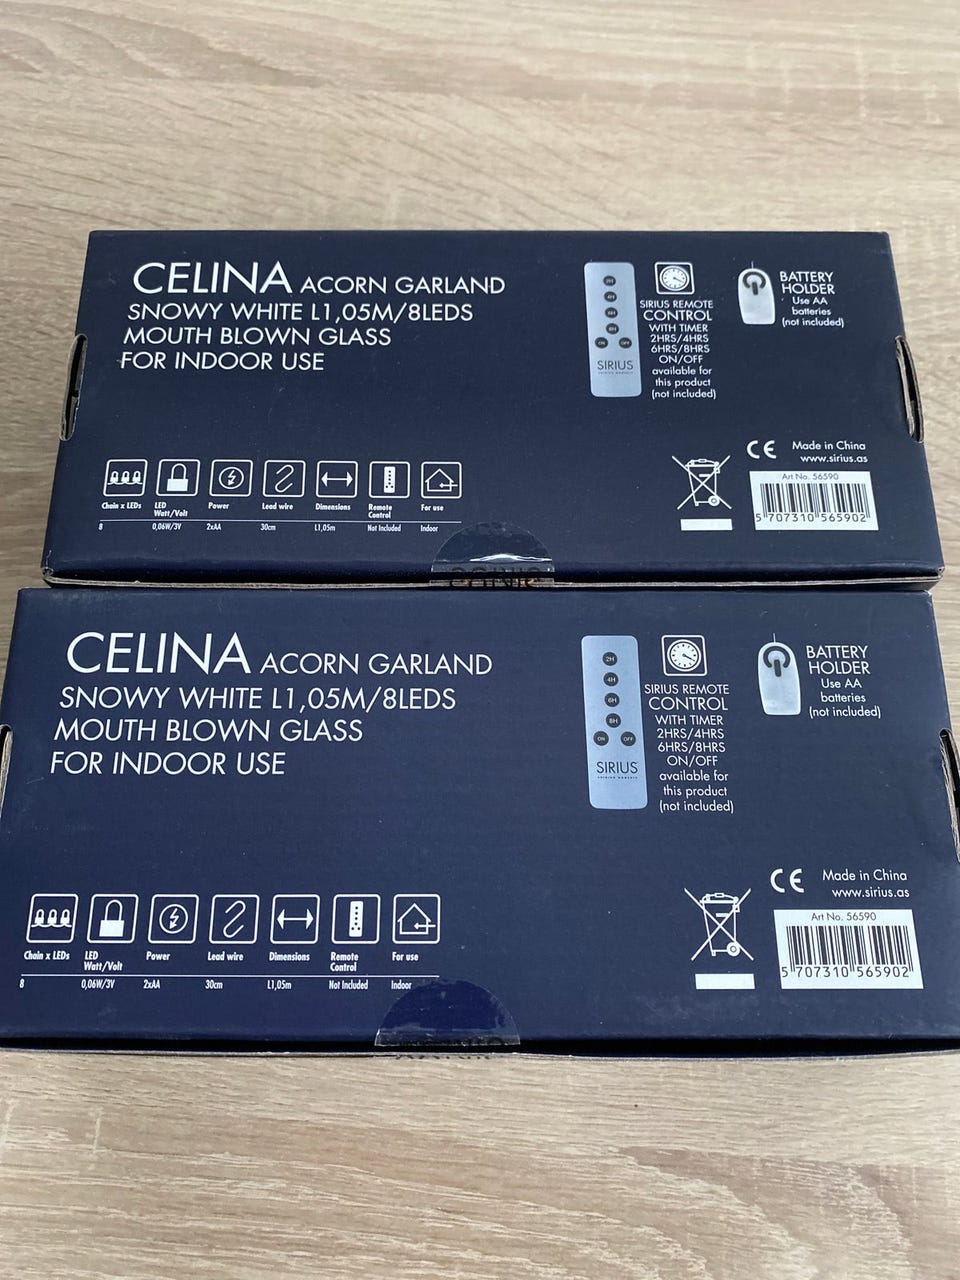 CELINA ACORN GARLAND
SNOWY WHITE L1,05M/8LEDS
MOUTH BLOWN GLASS
FOR INDOOR USE
2H
4H
6H
8H
ON OFF
SIRIUS
SIRIUS REMOTE
CONTROL
WITH TIMER
2HRS/4HRS
6HRS/8HRS
ON/OFF
available for
this product
(not included)
BATTERY
HOLDER
Use AA
batteries
(not included)
Chain x LEDs
8
LED
Watt/Volt
0,06W/3V
Power
2xAA
Lead wire
30cm
Dimensions
L1,05m
Remote
Control
Not Included
For use
Indoor
CE
Made in China
www.sirius.as
Art No. 56590
5 707310 565902
CELINA ACORN GARLAND
SNOWY WHITE L1,05M/8LEDS
MOUTH BLOWN GLASS
FOR INDOOR USE
2H
4H
6H
8H
ON OFF
SIRIUS
SIRIUS REMOTE
CONTROL
WITH TIMER
2HRS/4HRS
6HRS/8HRS
ON/OFF
available for
this product
(not included)
BATTERY
HOLDER
Use AA
batteries
(not included)
Chain x LEDs
8
LED
Watt/Volt
0,06W/3V
Power
2xAA
Lead wire
30cm
Dimensions
L1,05m
Remote
Control
Not Included
For use
Indoor
CE
Made in China
www.sirius.as
Art No. 56590
5 707310 565902